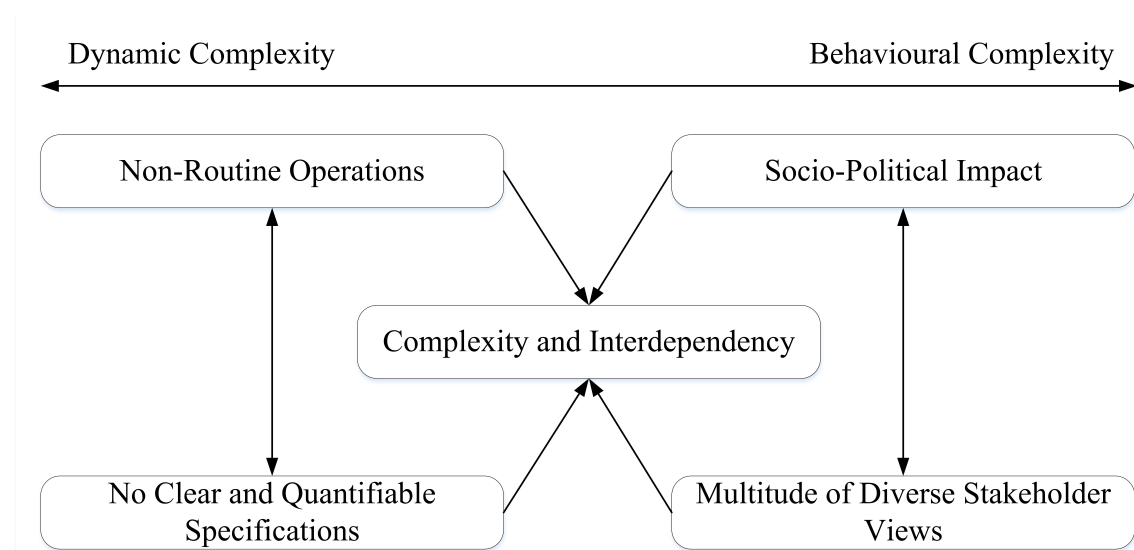 Dynamic Complexity
Behavioural Complexity
Non-Routine Operations
Socio-Political Impact
Complexity and Interdependency
No Clear and Quantifiable
Specifications
Multitude of Diverse Stakeholder
Views